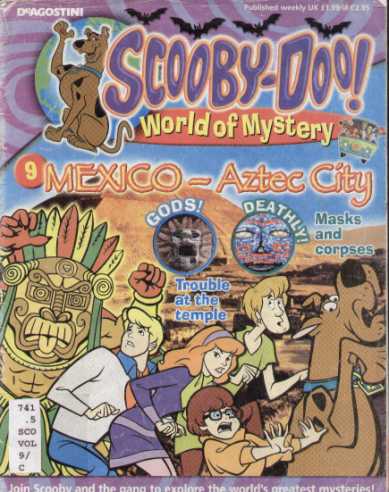 DeAGOSTINI
Published weekly UK £1.99
SCOOBY-DOO!
World of Mystery
9 MEXICO – Aztec City
GODS!
DEATHLY!
Masks
and
corpses
Trouble
at the
temple
741
.5
SCO
VOL
9/
C
Join Scooby and the gang to explore the world's greatest mysteries!